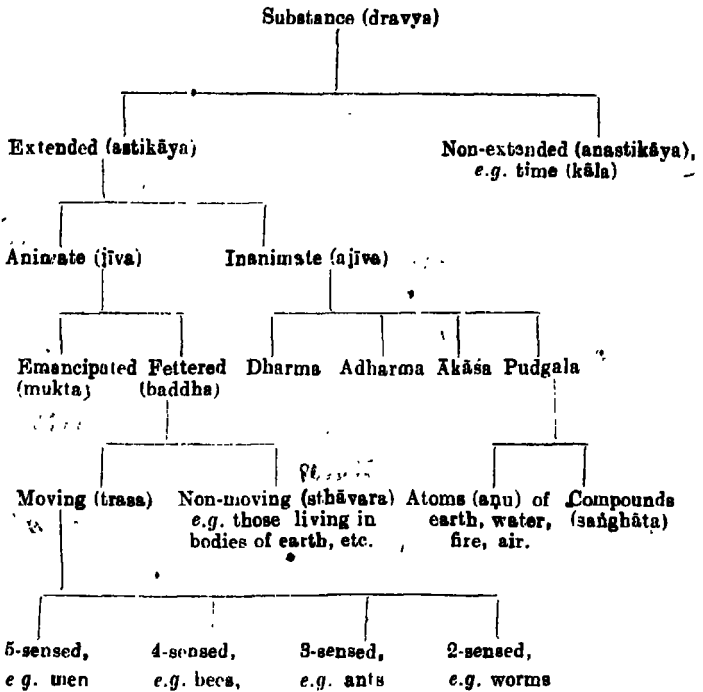 Substance (dravya)
Extended (astikāya)
Non-extended (anastikāya),
e.g. time (kāla)
Animate (jīva)
Inanimate (ajīva)
Emancipated
(mukta)
Fettered
(baddha)
Dharma
Adharma
Ākāśa
Pudgala
Moving (trasa)
Non-moving (sthāvara)
e.g. those living in
bodies of earth, etc.
Atoms (aṇu) of
earth, water,
fire, air.
Compounds
(saṅghāta)
5-sensed,
e g. men
4-sensed,
e.g. bees,
3-sensed,
e.g. ants
2-sensed,
e.g. worms